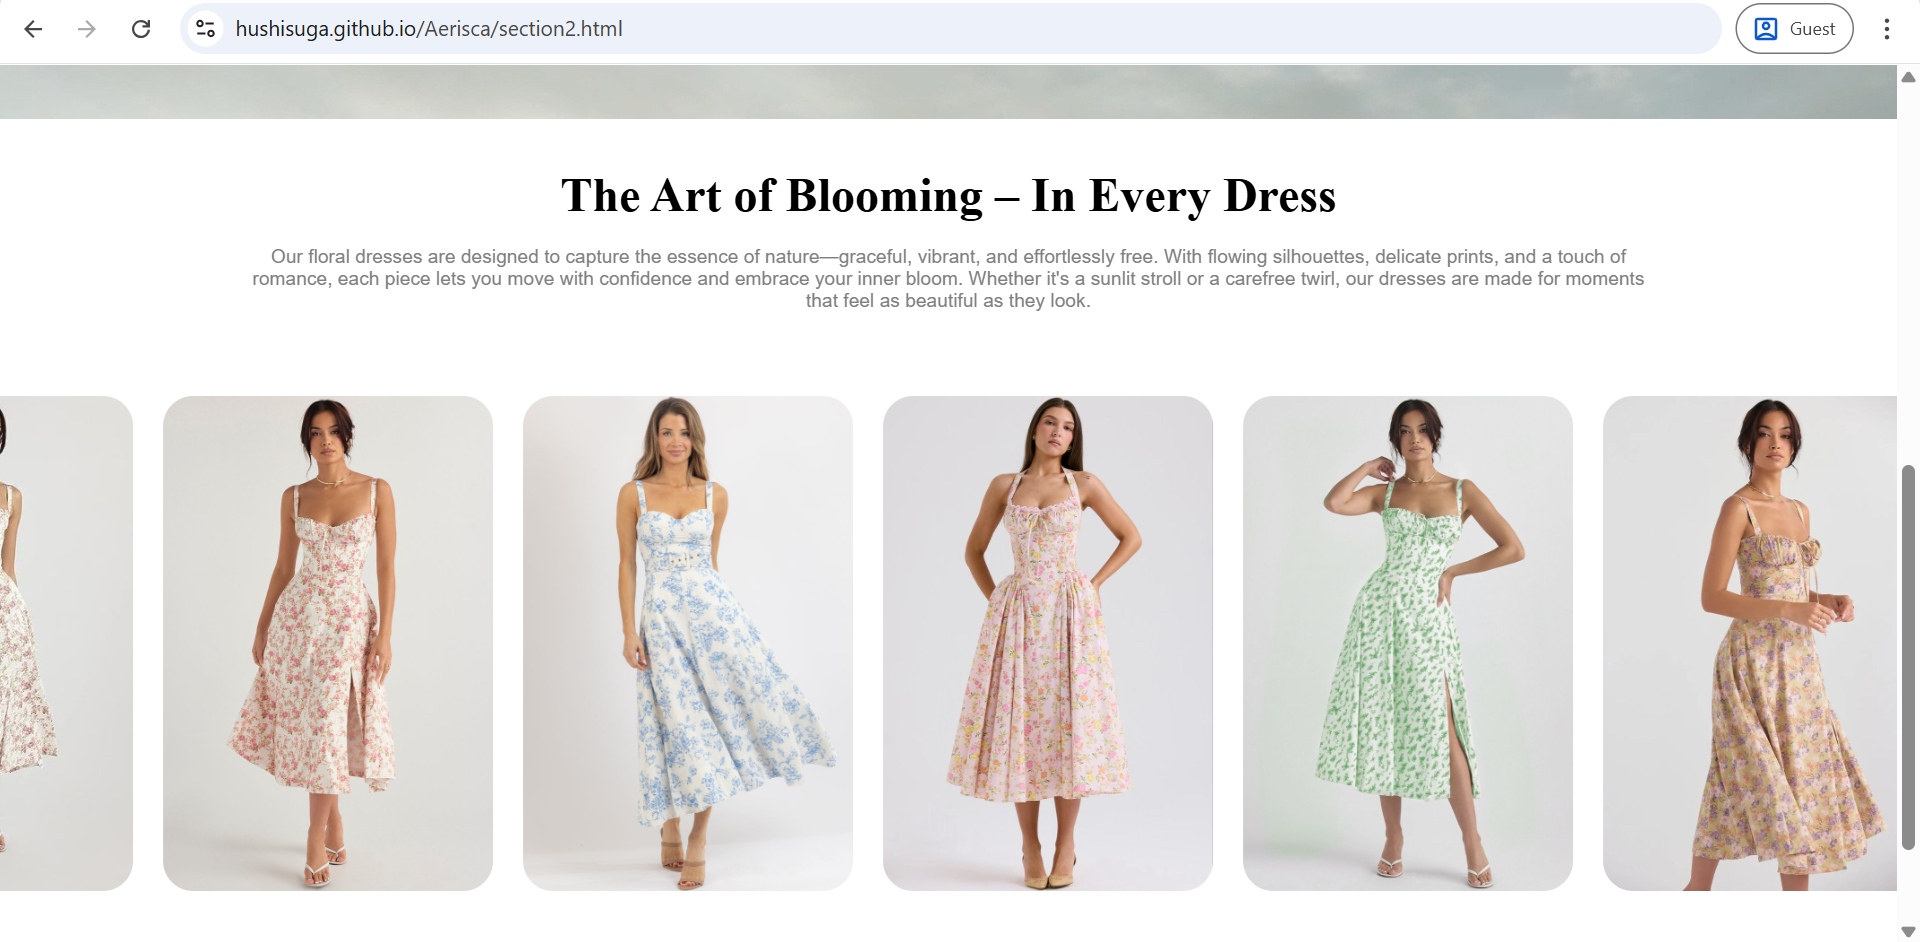 hushisuga.github.io/Aerisca/section2.html
Guest
The Art of Blooming – In Every Dress
Our floral dresses are designed to capture the essence of nature—graceful, vibrant, and effortlessly free. With flowing silhouettes, delicate prints, and a touch of
romance, each piece lets you move with confidence and embrace your inner bloom. Whether it's a sunlit stroll or a carefree twirl, our dresses are made for moments
that feel as beautiful as they look.